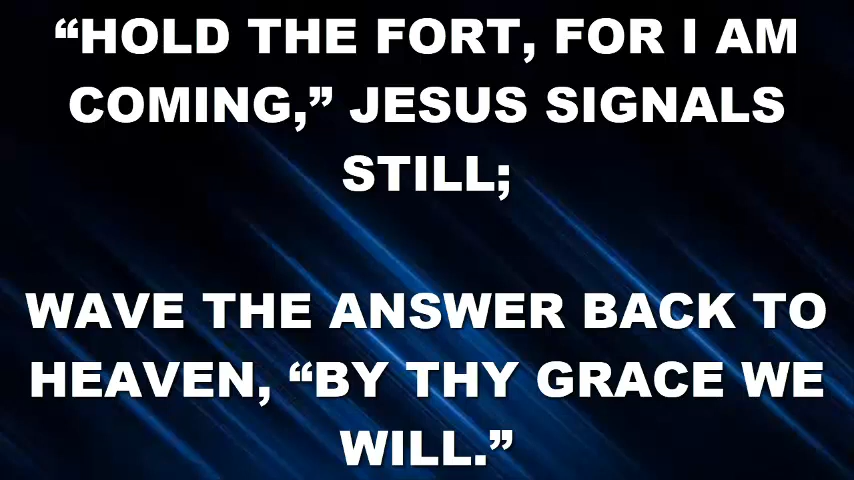 “HOLD THE FORT, FOR I AM
COMING,” JESUS SIGNALS
STILL;
WAVE THE ANSWER BACK TO
HEAVEN, “BY THY GRACE WE
WILL.”